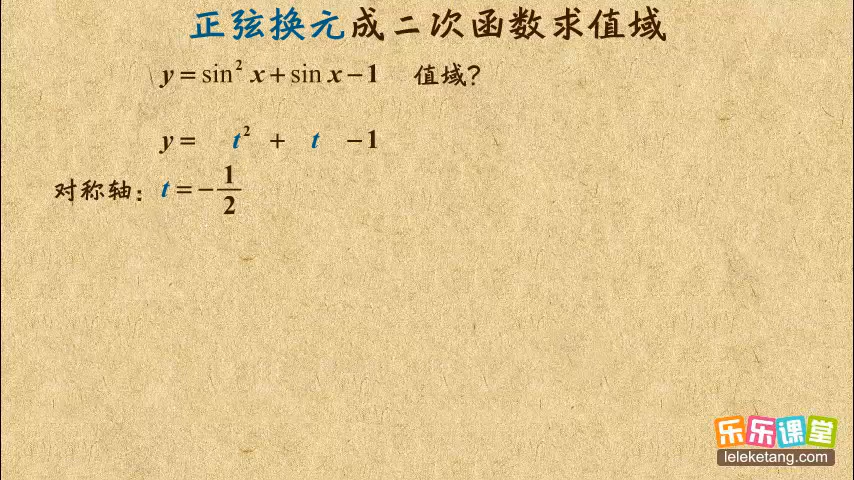 正弦换元成二次函数求值域
y = sin² x + sin x − 1 值域?
y = t² + t − 1
对称轴: t = − 1/2
乐乐课堂
leleketang.com